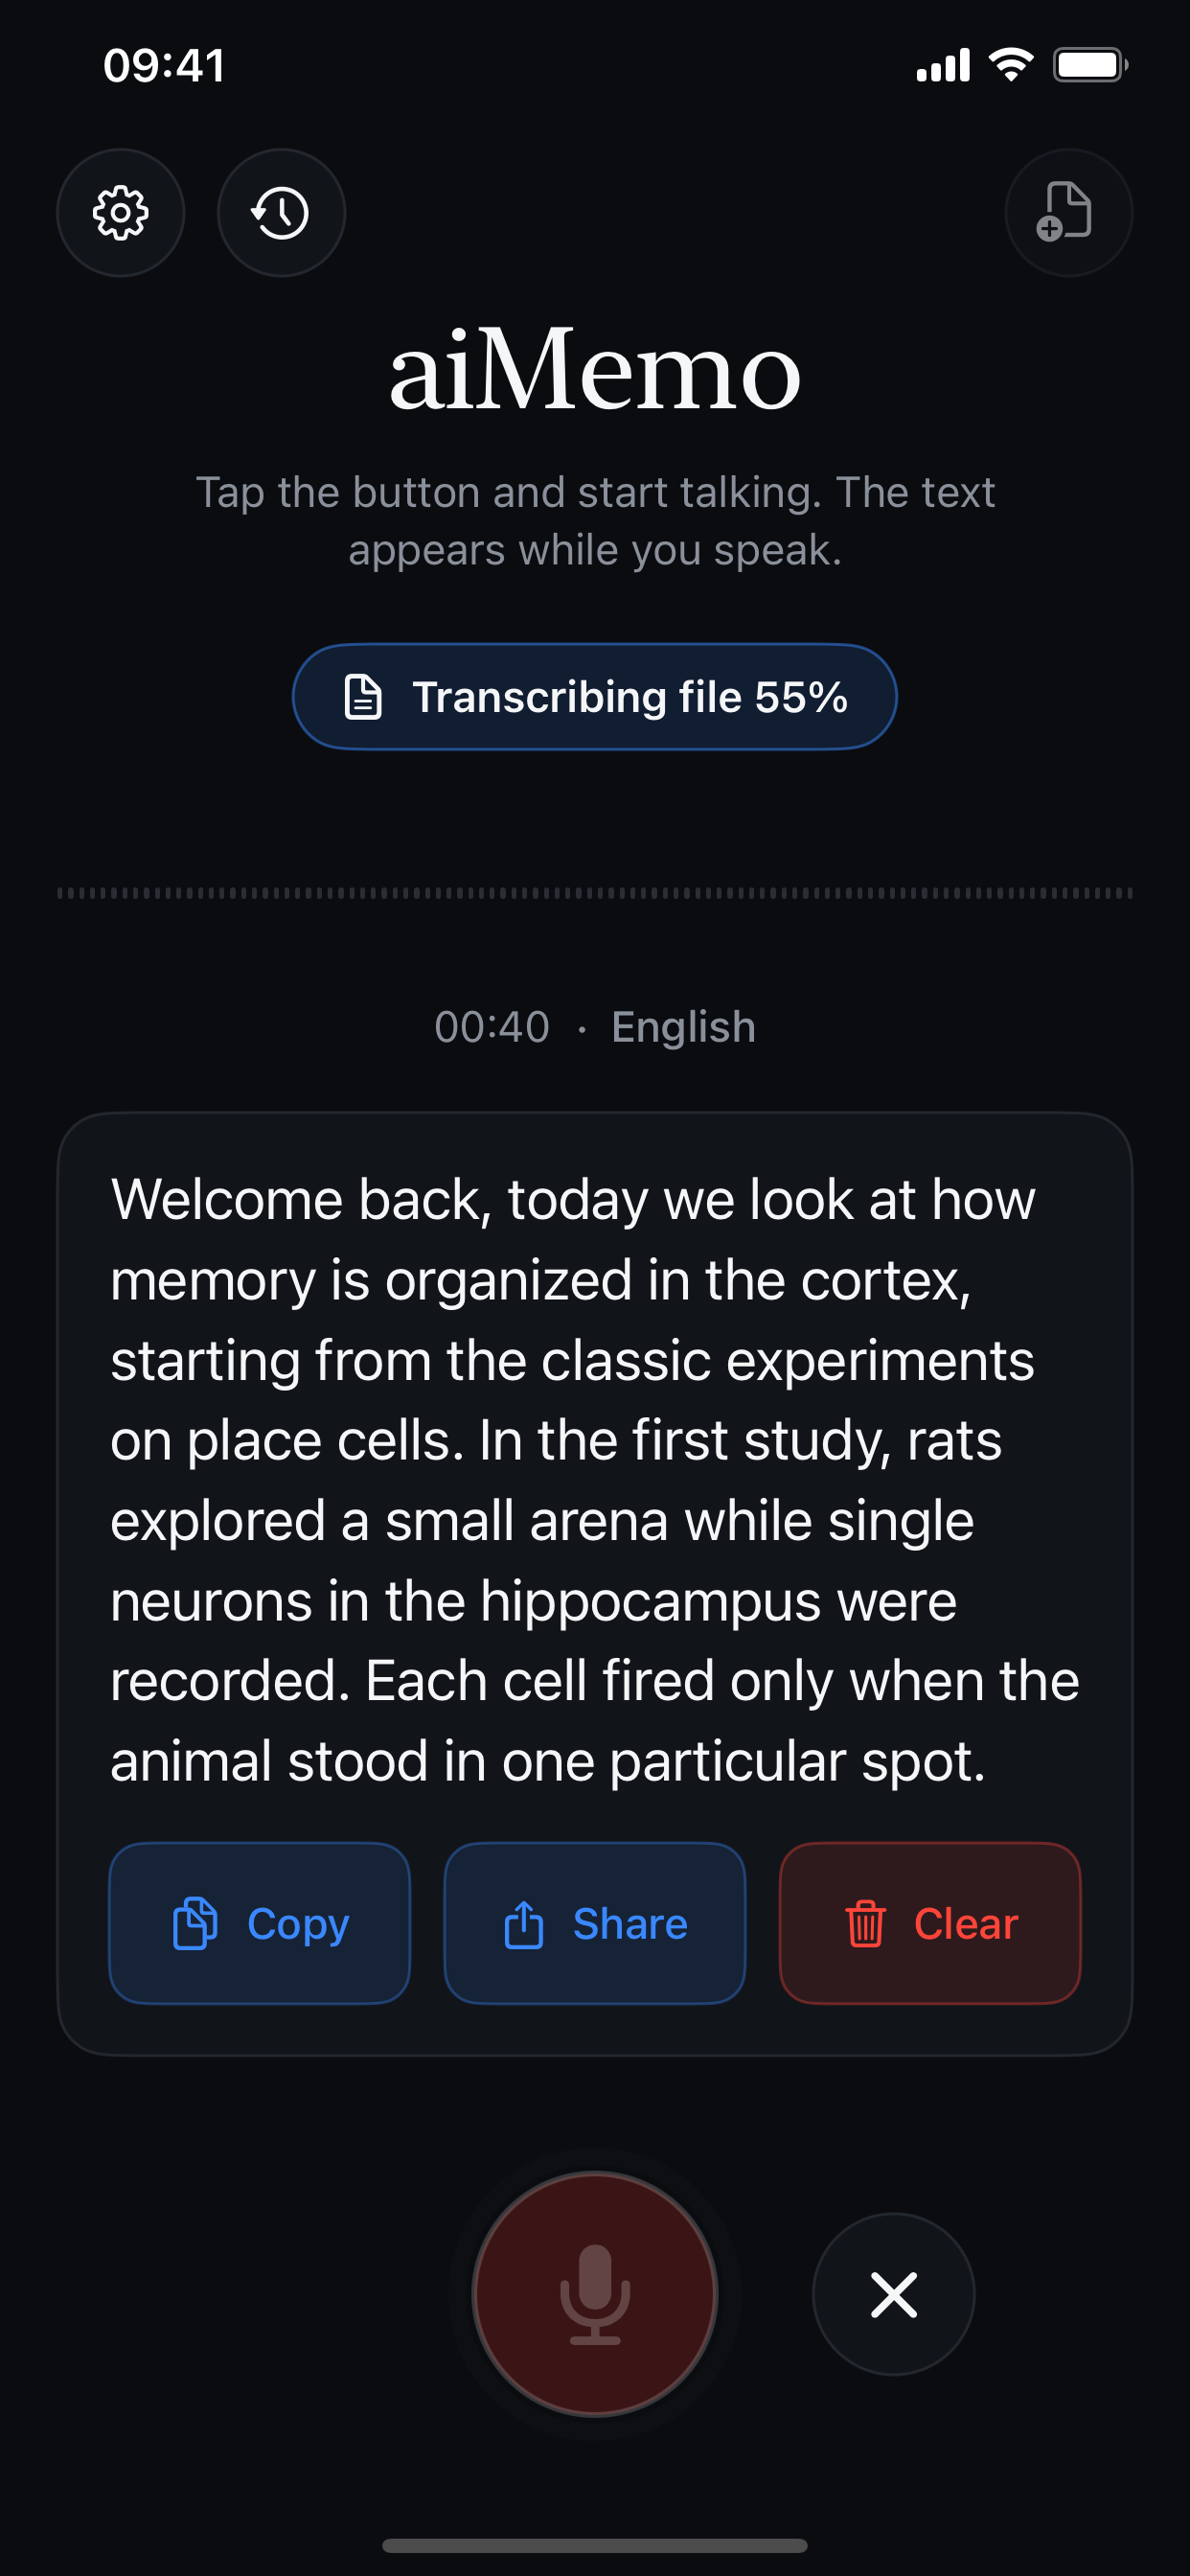 09:41
aiMemo
Tap the button and start talking. The text
appears while you speak.
Transcribing file 55%
00:40 · English
Welcome back, today we look at how
memory is organized in the cortex,
starting from the classic experiments
on place cells. In the first study, rats
explored a small arena while single
neurons in the hippocampus were
recorded. Each cell fired only when the
animal stood in one particular spot.
Copy
Share
Clear